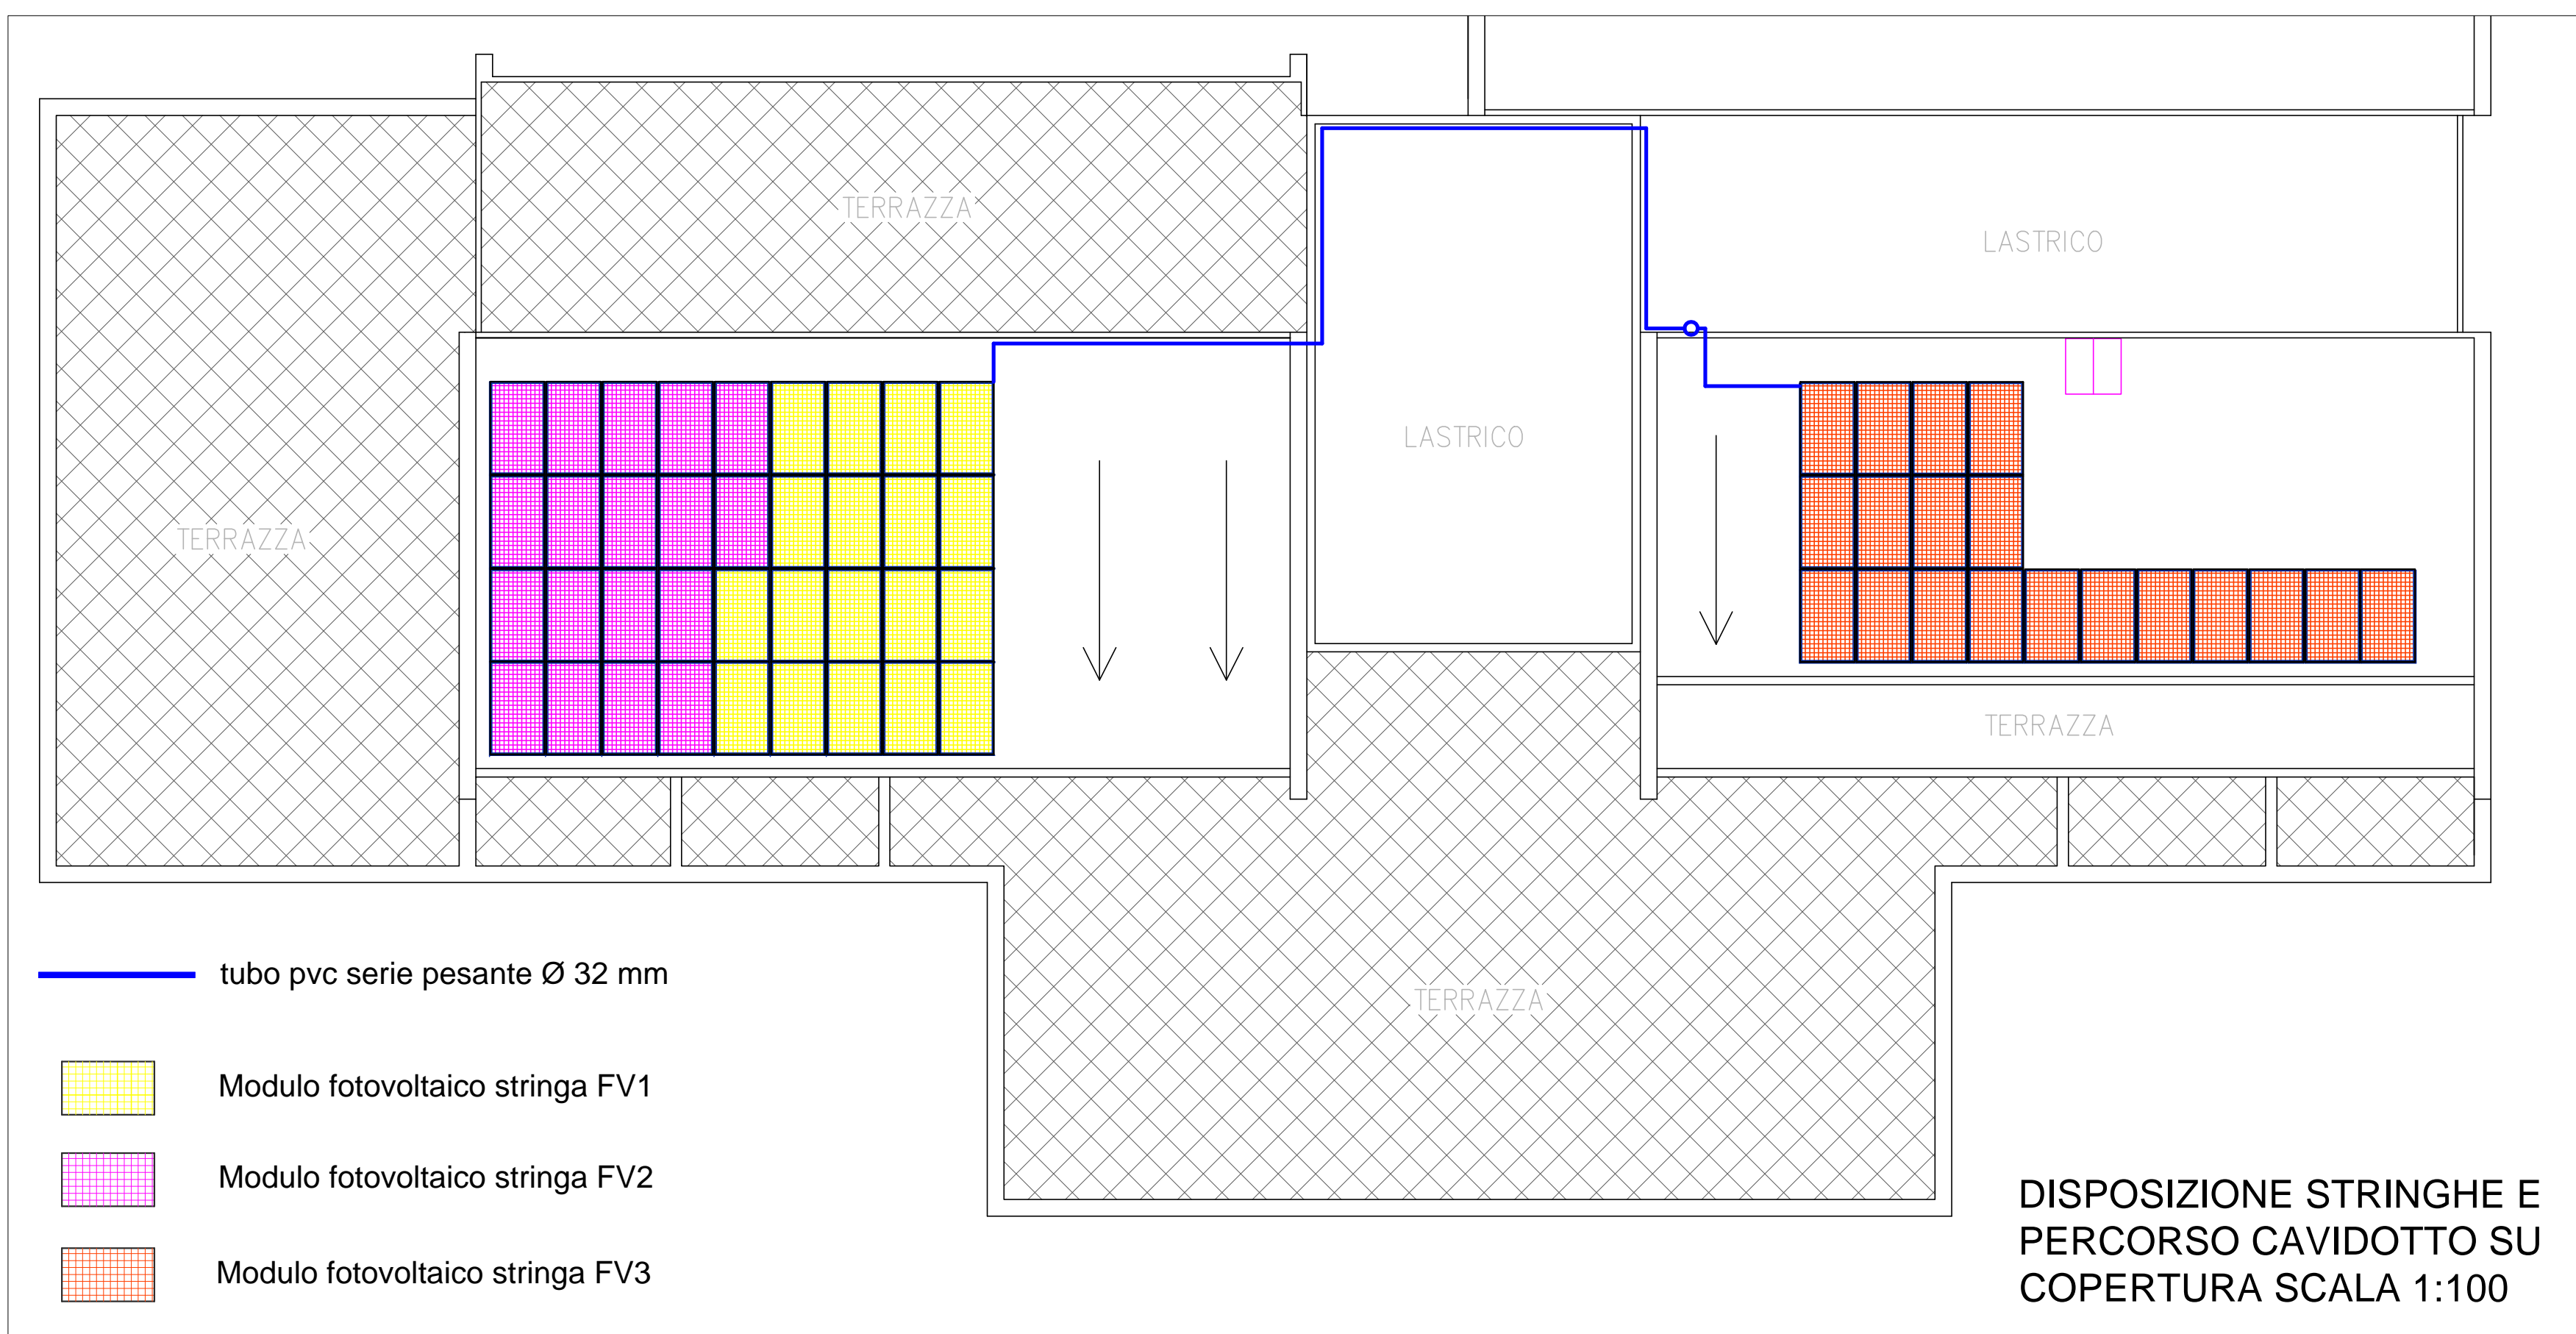 TERRAZZA
LASTRICO
LASTRICO
TERRAZZA
TERRAZZA
TERRAZZA
tubo pvc serie pesante Ø 32 mm
Modulo fotovoltaico stringa FV1
Modulo fotovoltaico stringa FV2
Modulo fotovoltaico stringa FV3
DISPOSIZIONE STRINGHE E
PERCORSO CAVIDOTTO SU
COPERTURA SCALA 1:100